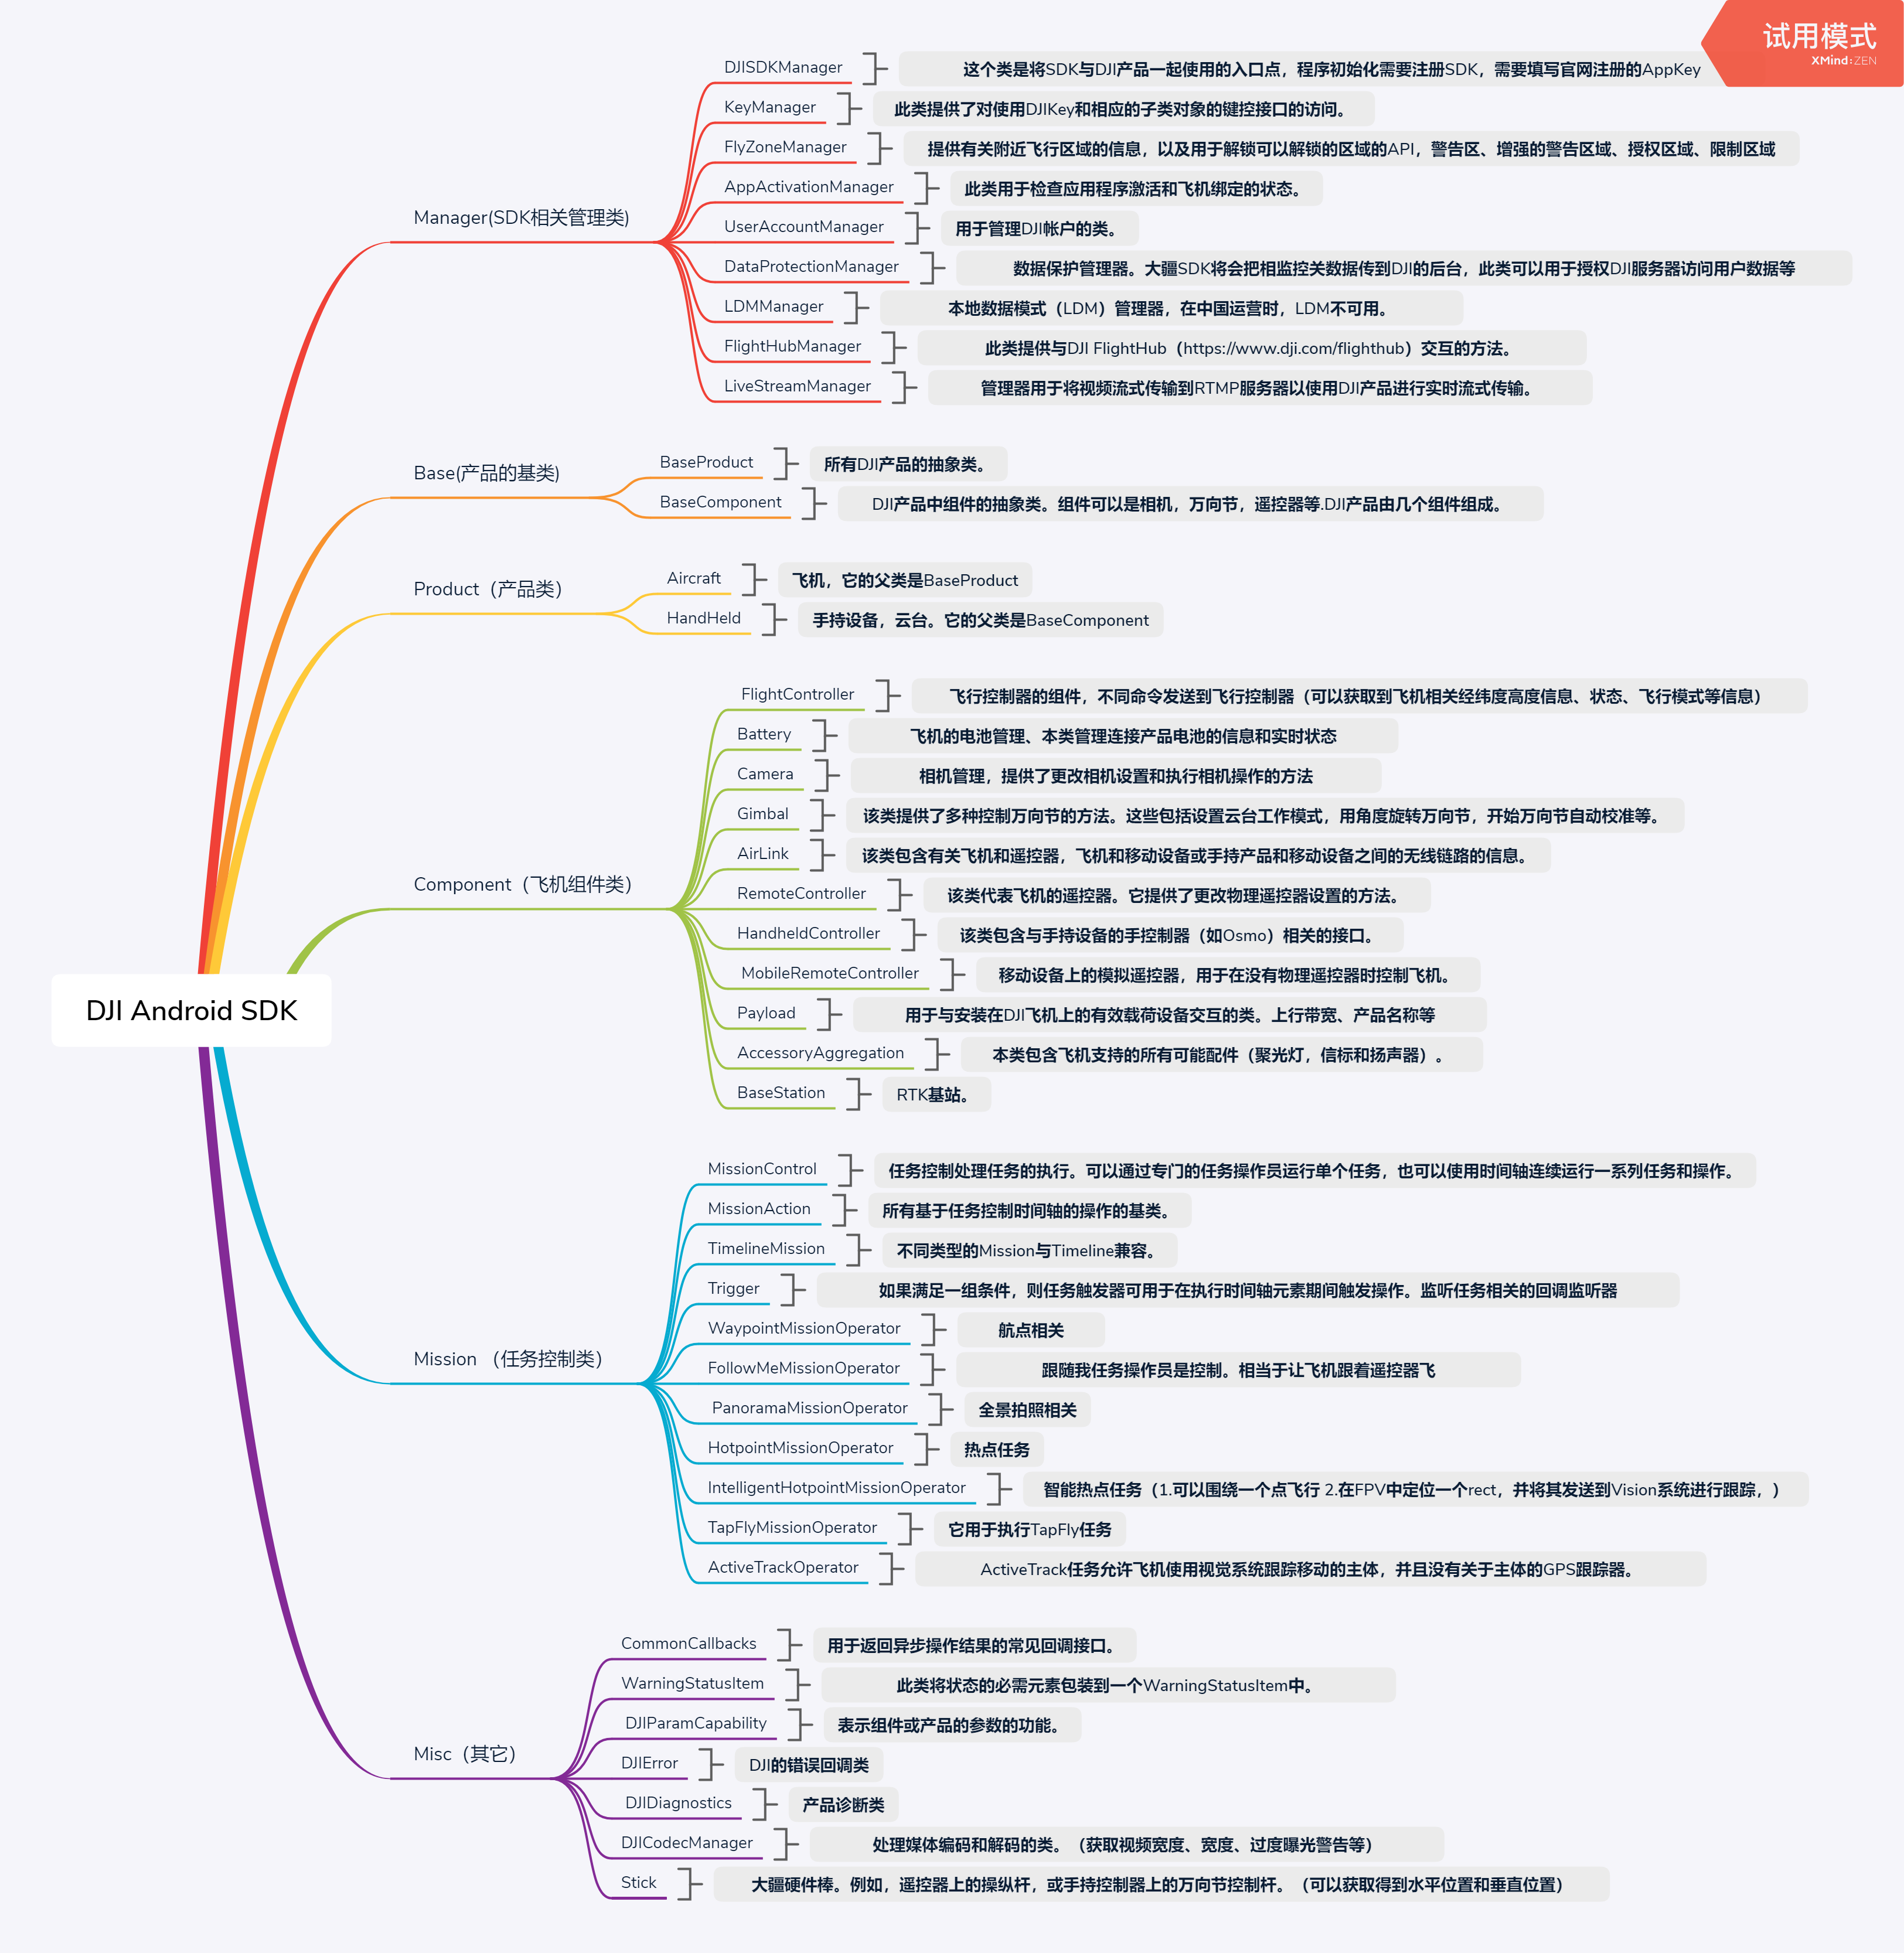 试用模式
XMind:ZEN
DJI Android SDK
Manager(SDK相关管理类)
DJISDKManager
这个类是将SDK与DJI产品一起使用的入口点，程序初始化需要注册SDK，需要填写官网注册的AppKey
KeyManager
此类提供了对使用DJIKey和相应的子类对象的键控接口的访问。
FlyZoneManager
提供有关附近飞行区域的信息，以及用于解锁可以解锁的区域的API，警告区、增强的警告区域、授权区域、限制区域
AppActivationManager
此类用于检查应用程序激活和飞机绑定的状态。
UserAccountManager
用于管理DJI帐户的类。
DataProtectionManager
数据保护管理器。大疆SDK将会把相监控关数据传到DJI的后台，此类可以用于授权DJI服务器访问用户数据等
LDMManager
本地数据模式（LDM）管理器，在中国运营时，LDM不可用。
FlightHubManager
此类提供与DJI FlightHub（https://www.dji.com/flighthub）交互的方法。
LiveStreamManager
管理器用于将视频流式传输到RTMP服务器以使用DJI产品进行实时流式传输。
Base(产品的基类)
BaseProduct
所有DJI产品的抽象类。
BaseComponent
DJI产品中组件的抽象类。组件可以是相机，万向节，遥控器等.DJI产品由几个组件组成。
Product（产品类）
Aircraft
飞机，它的父类是BaseProduct
HandHeld
手持设备，云台。它的父类是BaseComponent
Component（飞机组件类）
FlightController
飞行控制器的组件，不同命令发送到飞行控制器（可以获取到飞机相关经纬度高度信息、状态、飞行模式等信息）
Battery
飞机的电池管理、本类管理连接产品电池的信息和实时状态
Camera
相机管理，提供了更改相机设置和执行相机操作的方法
Gimbal
该类提供了多种控制万向节的方法。这些包括设置云台工作模式，用角度旋转万向节，开始万向节自动校准等。
AirLink
该类包含有关飞机和遥控器，飞机和移动设备或手持产品和移动设备之间的无线链路的信息。
RemoteController
该类代表飞机的遥控器。它提供了更改物理遥控器设置的方法。
HandheldController
该类包含与手持设备的手控制器（如Osmo）相关的接口。
MobileRemoteController
移动设备上的模拟遥控器，用于在没有物理遥控器时控制飞机。
Payload
用于与安装在DJI飞机上的有效载荷设备交互的类。上行带宽、产品名称等
AccessoryAggregation
本类包含飞机支持的所有可能配件（聚光灯，信标和扬声器）。
BaseStation
RTK基站。
Mission （任务控制类）
MissionControl
任务控制处理任务的执行。可以通过专门的任务操作员运行单个任务，也可以使用时间轴连续运行一系列任务和操作。
MissionAction
所有基于任务控制时间轴的操作的基类。
TimelineMission
不同类型的Mission与Timeline兼容。
Trigger
如果满足一组条件，则任务触发器可用于在执行时间轴元素期间触发操作。监听任务相关的回调监听器
WaypointMissionOperator
航点相关
FollowMeMissionOperator
跟随我任务操作员是控制。相当于让飞机跟着遥控器飞
PanoramaMissionOperator
全景拍照相关
HotpointMissionOperator
热点任务
IntelligentHotpointMissionOperator
智能热点任务（1.可以围绕一个点飞行 2.在FPV中定位一个rect，并将其发送到Vision系统进行跟踪，）
TapFlyMissionOperator
它用于执行TapFly任务
ActiveTrackOperator
ActiveTrack任务允许飞机使用视觉系统跟踪移动的主体，并且没有关于主体的GPS跟踪器。
Misc（其它）
CommonCallbacks
用于返回异步操作结果的常见回调接口。
WarningStatusItem
此类将状态的必需元素包装到一个WarningStatusItem中。
DJIParamCapability
表示组件或产品的参数的功能。
DJIError
DJI的错误回调类
DJIDiagnostics
产品诊断类
DJICodecManager
处理媒体编码和解码的类。（获取视频宽度、宽度、过度曝光警告等）
Stick
大疆硬件棒。例如，遥控器上的操纵杆，或手持控制器上的万向节控制杆。（可以获取得到水平位置和垂直位置）